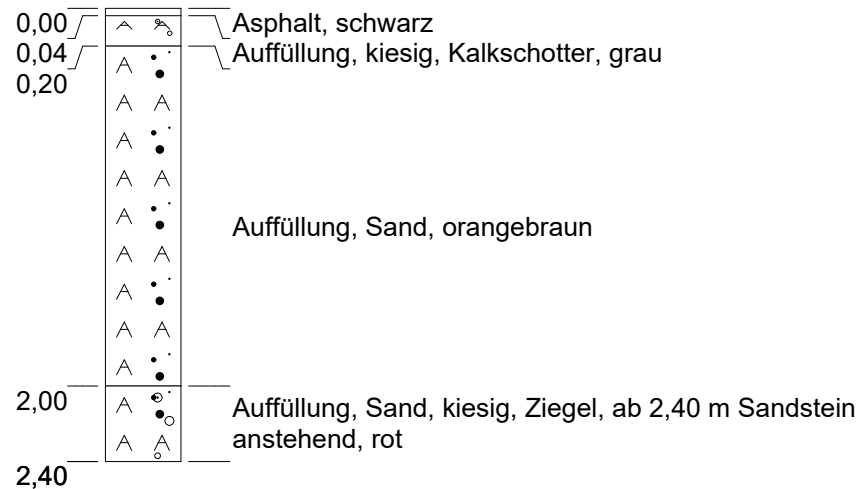 0,00 Asphalt, schwarz
0,04 Auffüllung, kiesig, Kalkschotter, grau
0,20
Auffüllung, Sand, orangebraun
2,00 Auffüllung, Sand, kiesig, Ziegel, ab 2,40 m Sandstein
anstehend, rot
2,40